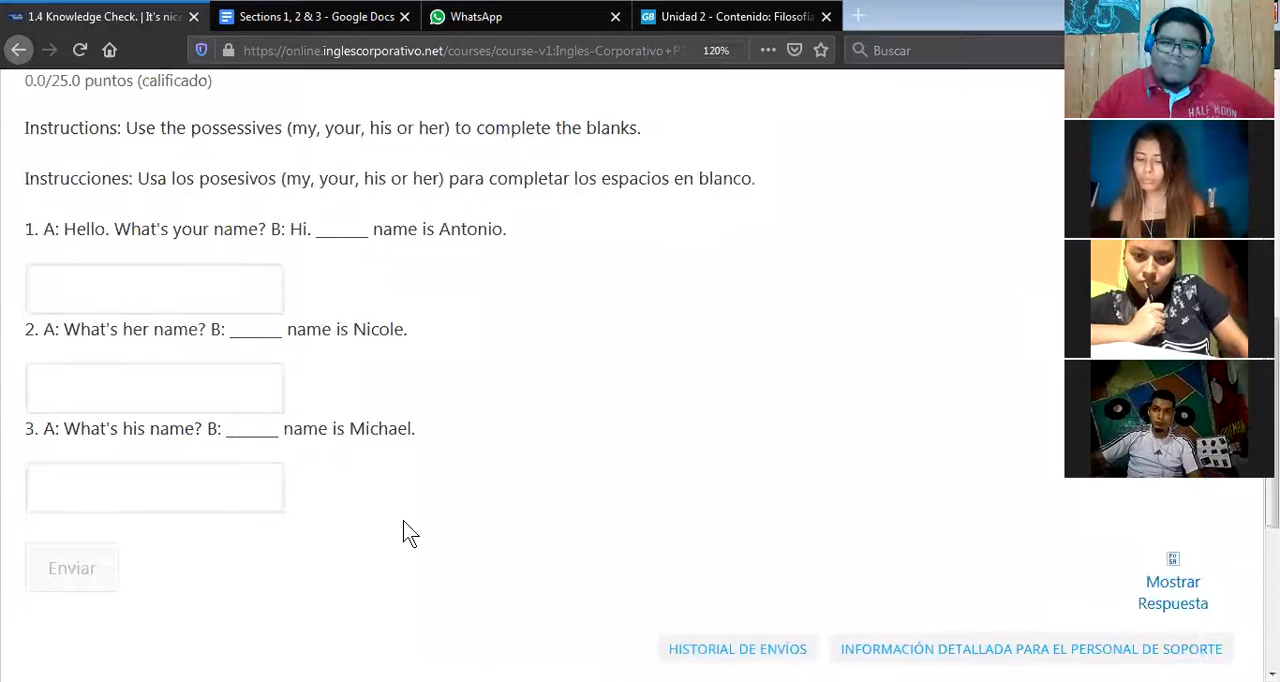 1.4 Knowledge Check. | It's nice
Sections 1, 2 & 3 - Google Docs
WhatsApp
GB Unidad 2 - Contenido: Filosofía
https://online.inglescorporativo.net/courses/course-v1:Ingles-Corporativo+P
120%
Buscar
0.0/25.0 puntos (calificado)
Instructions: Use the possessives (my, your, his or her) to complete the blanks.
Instrucciones: Usa los posesivos (my, your, his or her) para completar los espacios en blanco.
1. A: Hello. What's your name? B: Hi. ______ name is Antonio.
2. A: What's her name? B: ______ name is Nicole.
3. A: What's his name? B: ______ name is Michael.
Enviar
Mostrar
Respuesta
HISTORIAL DE ENVÍOS
INFORMACIÓN DETALLADA PARA EL PERSONAL DE SOPORTE
HALF MOON